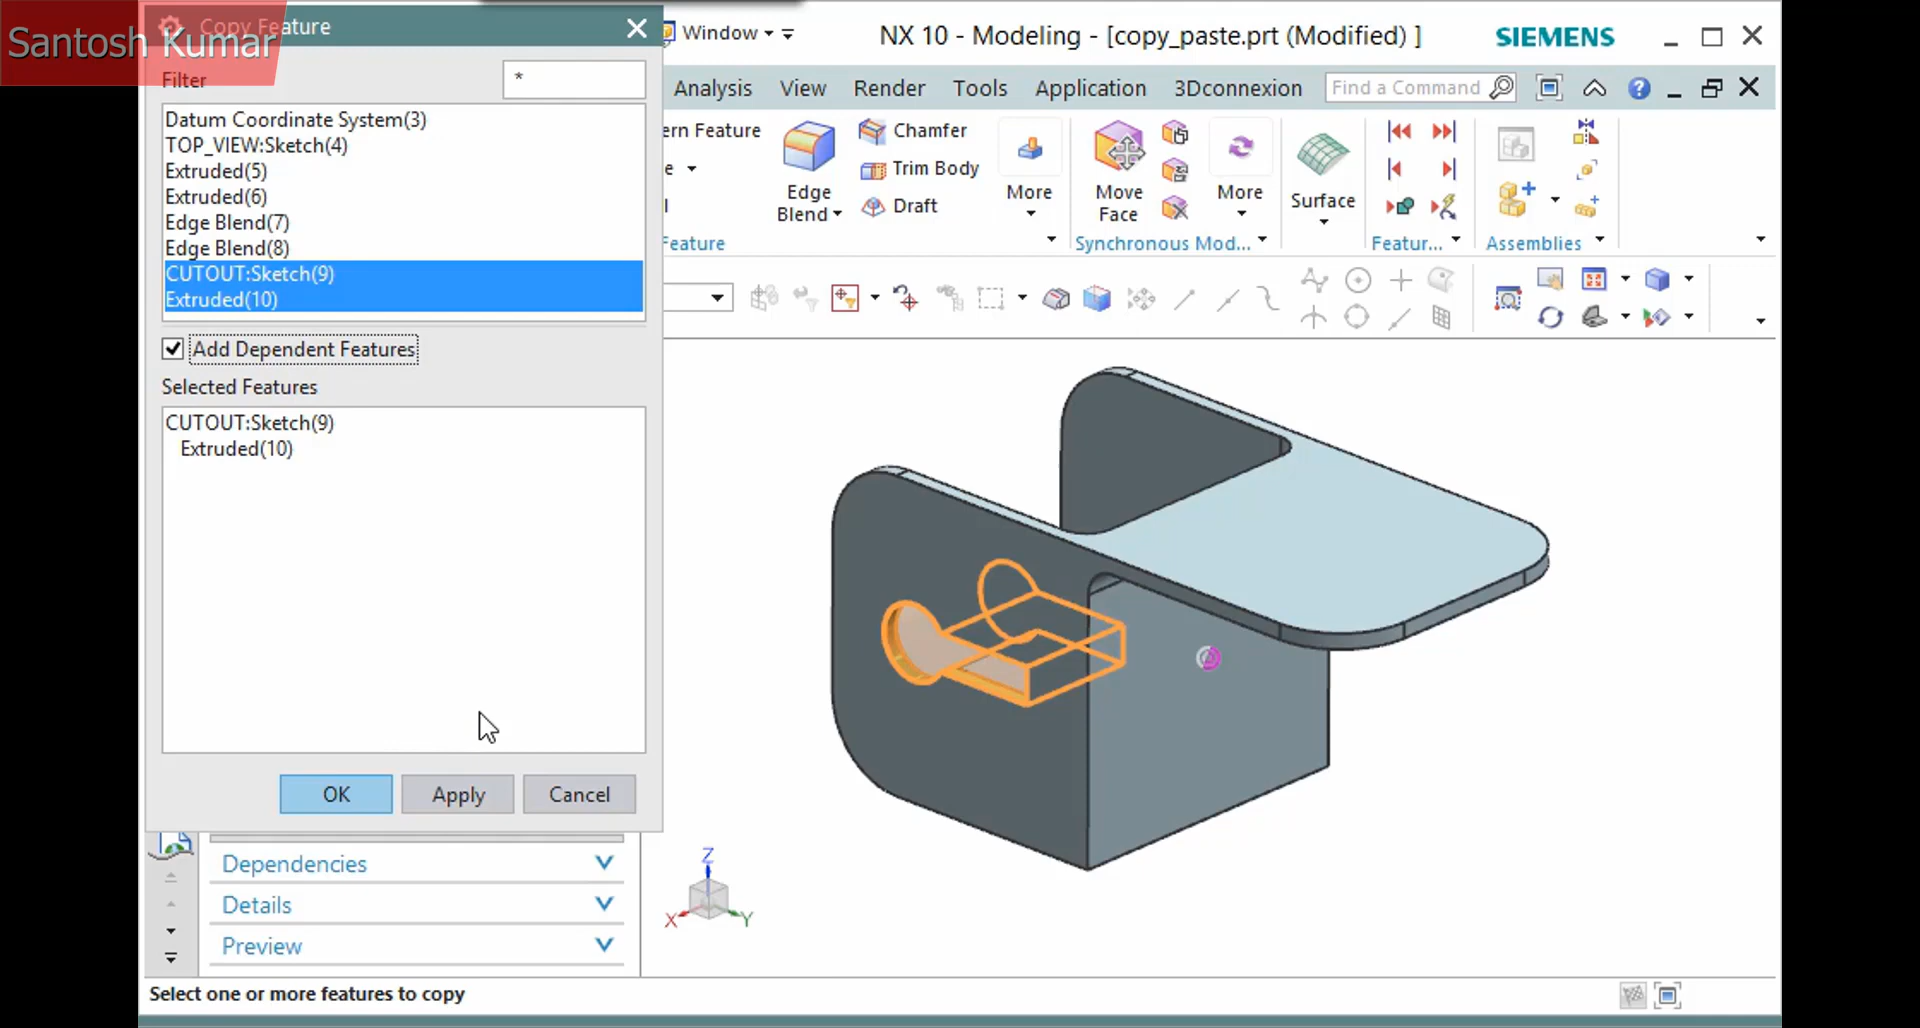 Santosh Kumar
Copy Feature
Window
NX 10 - Modeling - [copy_paste.prt (Modified) ]
SIEMENS
Filter
*
Analysis
View
Render
Tools
Application
3Dconnexion
Find a Command
ern Feature
e
Edge
Blend
Chamfer
Trim Body
Draft
More
Move
Face
More
Surface
Feature
Synchronous Mod...
Featur...
Assemblies
Datum Coordinate System(3)
TOP_VIEW:Sketch(4)
Extruded(5)
Extruded(6)
Edge Blend(7)
Edge Blend(8)
CUTOUT:Sketch(9)
Extruded(10)
Add Dependent Features
Selected Features
CUTOUT:Sketch(9)
Extruded(10)
OK
Apply
Cancel
Dependencies
Details
Preview
Z
X
Y
Select one or more features to copy